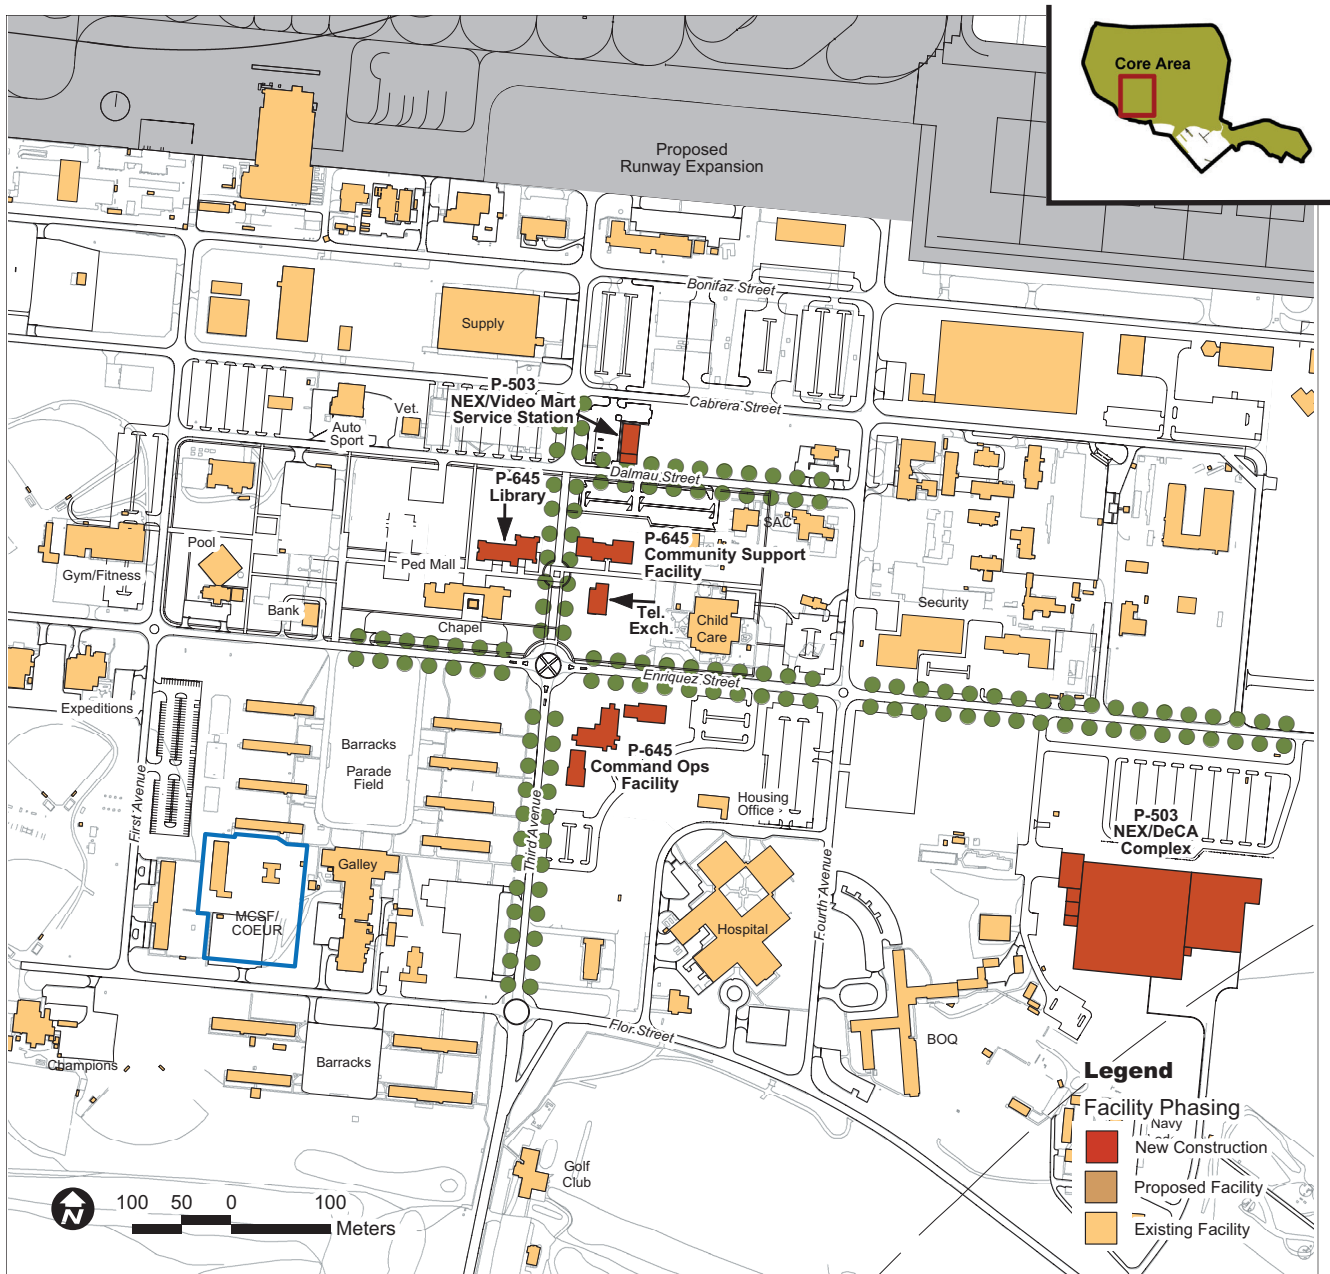 Core Area
Proposed
Runway Expansion
Bonifaz Street
Supply
P-503
NEX/Video Mart
Service Station
Cabrera Street
Vet.
Auto
Sport
Dalmau Street
P-645
Library
SAC
P-645
Community Support
Facility
Pool
Ped Mall
Gym/Fitness
Bank
Tel.
Exch.
Child
Care
Security
Chapel
Enriquez Street
Expeditions
Barracks
Parade
Field
P-645
Command Ops
Facility
First Avenue
Third Avenue
Housing
Office
P-503
NEX/DeCA
Complex
Galley
Fourth Avenue
MCSF/
COEUR
Hospital
Flor Street
BOQ
Champions
Barracks
Legend
Facility Phasing
Navy
New Construction
Proposed Facility
Existing Facility
Golf
Club
N
100 50 0 100
Meters